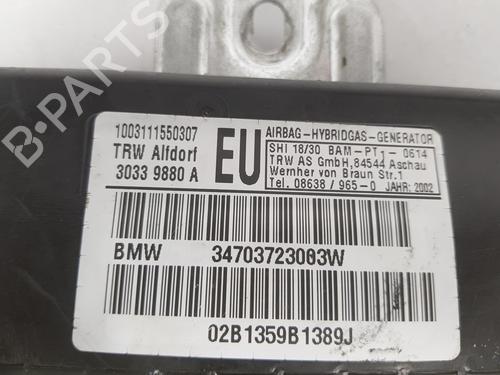 1003111550307
TRW Alfdorf
3033 9880 A
EU
AIRBAG-HYBRIDGAS-GENERATOR
SHI 18/30 BAM-PT1-0614
TRW AS GmbH,84544 Aschau
Wernher von Braun Str.1
Tel. 08638/965-0 JAHR: 2002
BMW 34703723083W
02B1359B1389J
B-PARTS